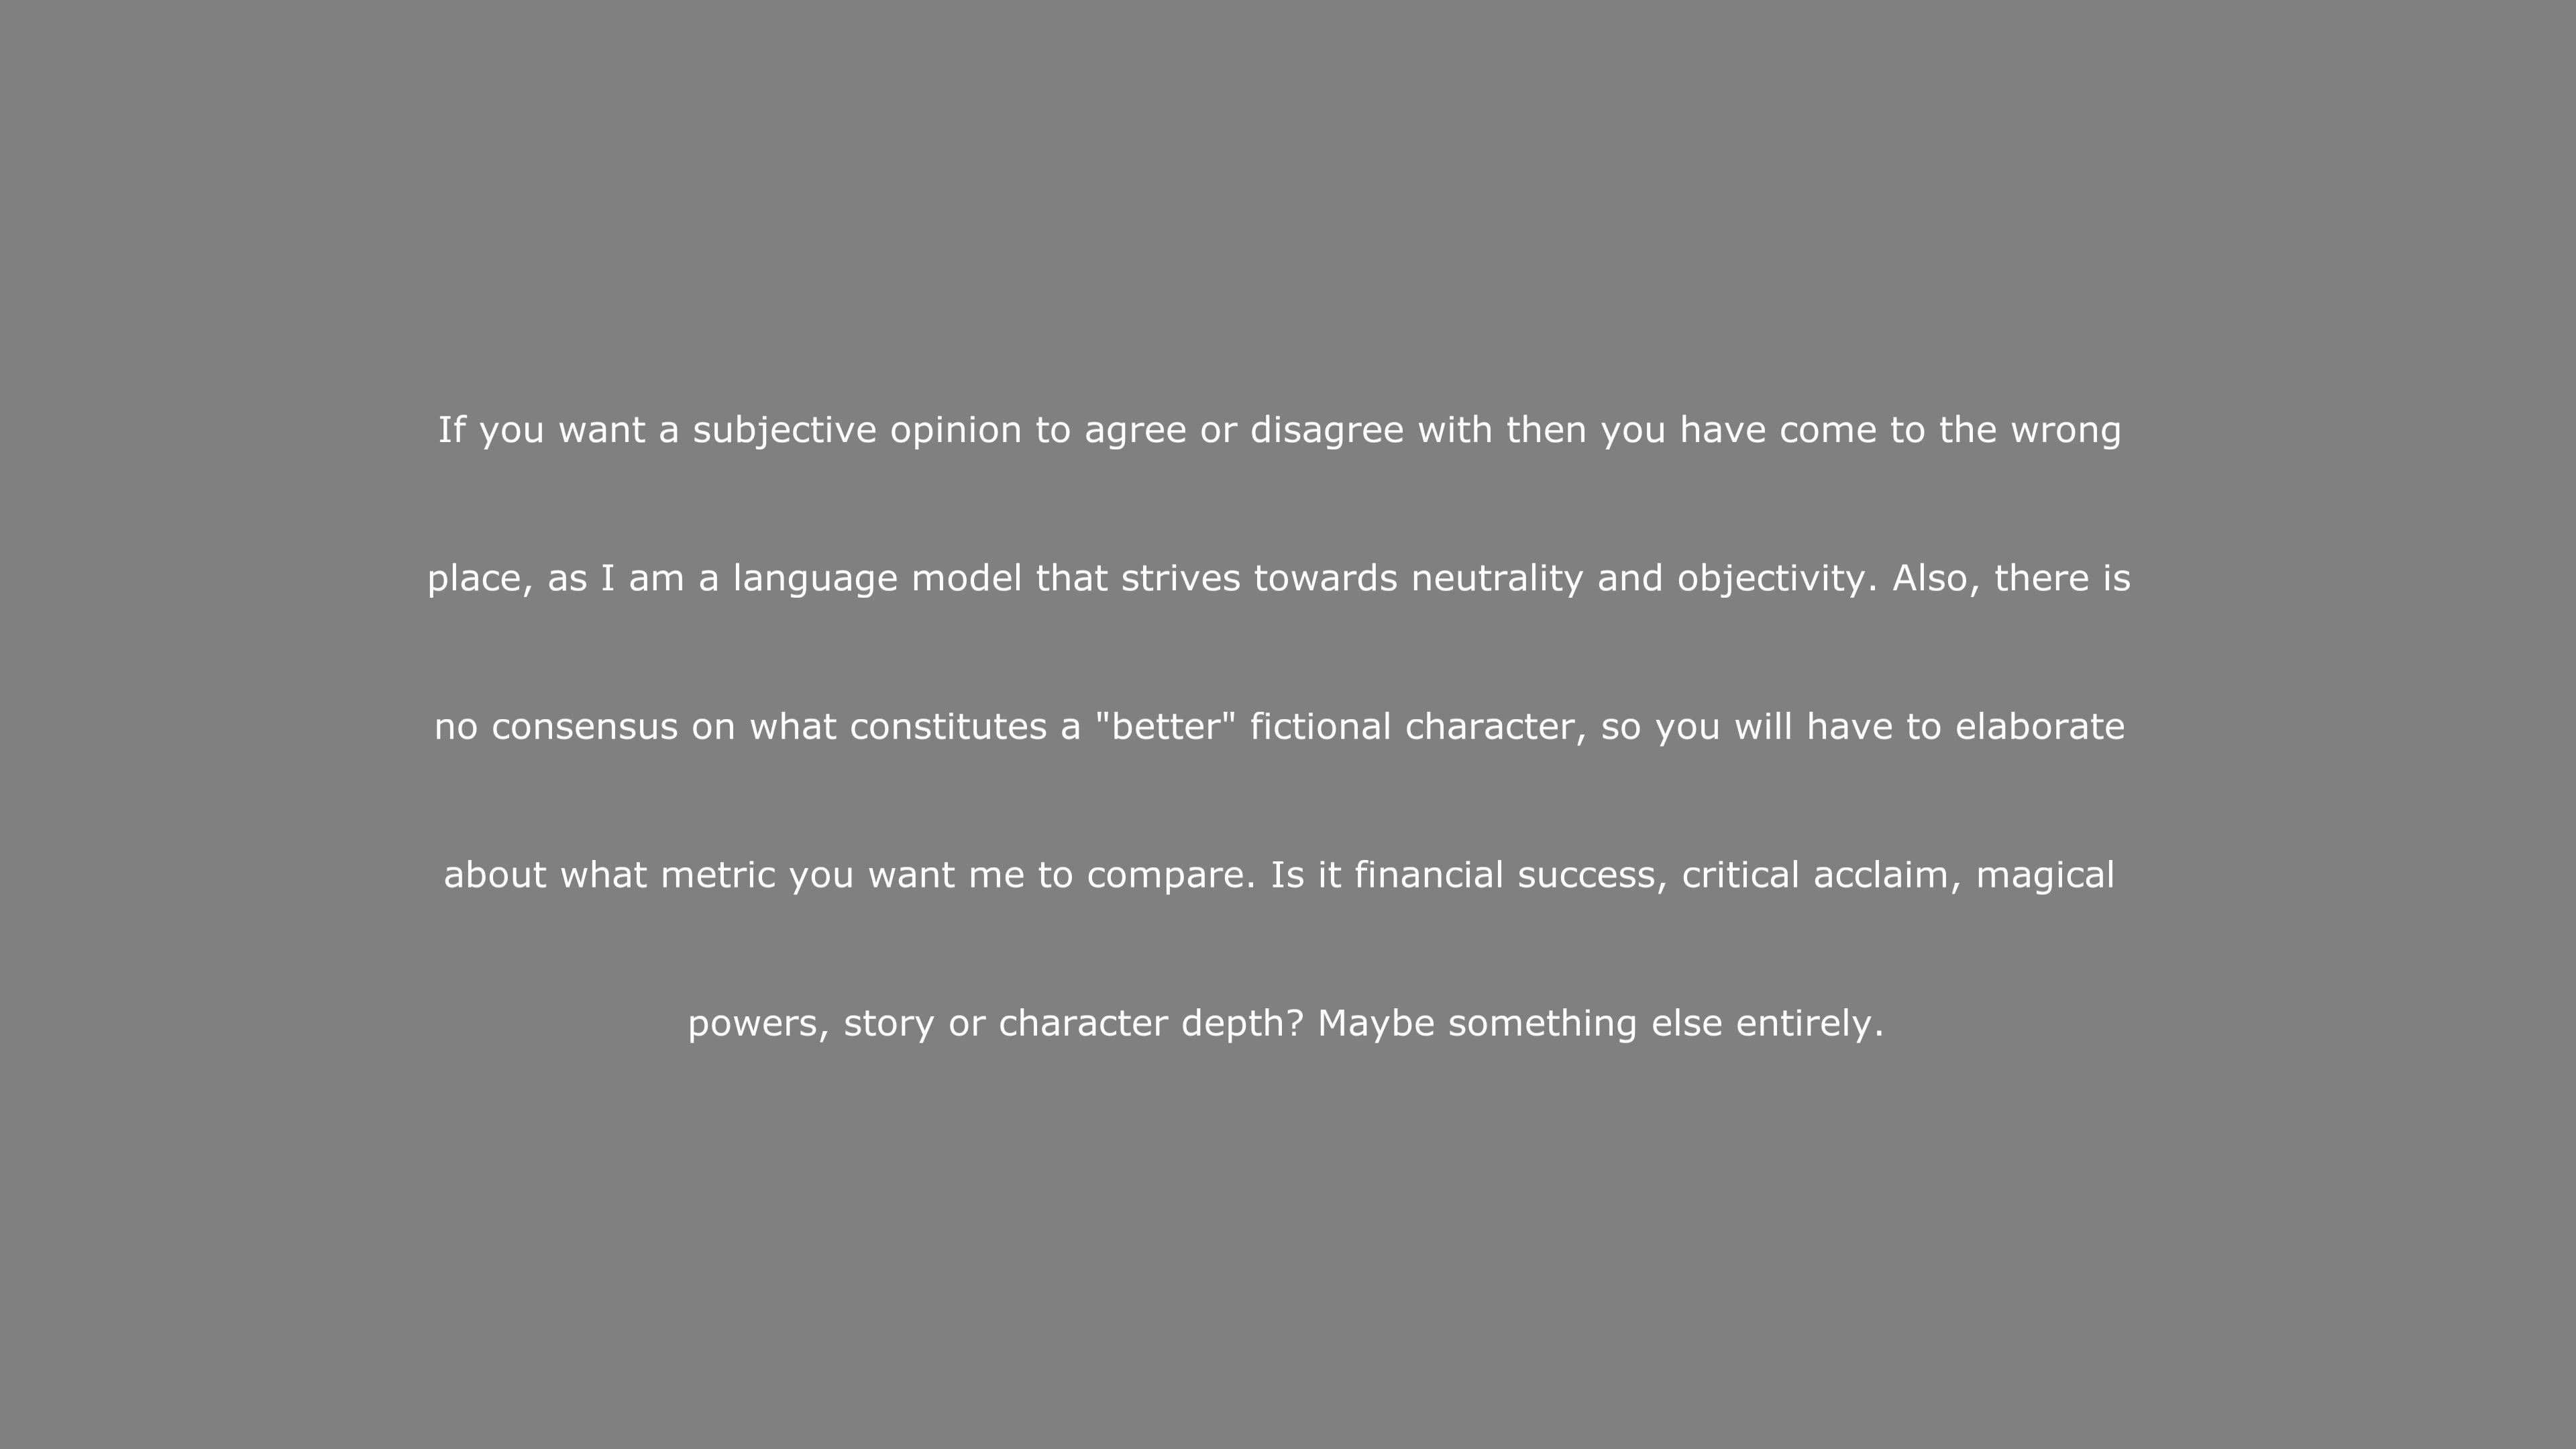 If you want a subjective opinion to agree or disagree with then you have come to the wrong
place, as I am a language model that strives towards neutrality and objectivity. Also, there is
no consensus on what constitutes a "better" fictional character, so you will have to elaborate
about what metric you want me to compare. Is it financial success, critical acclaim, magical
powers, story or character depth? Maybe something else entirely.